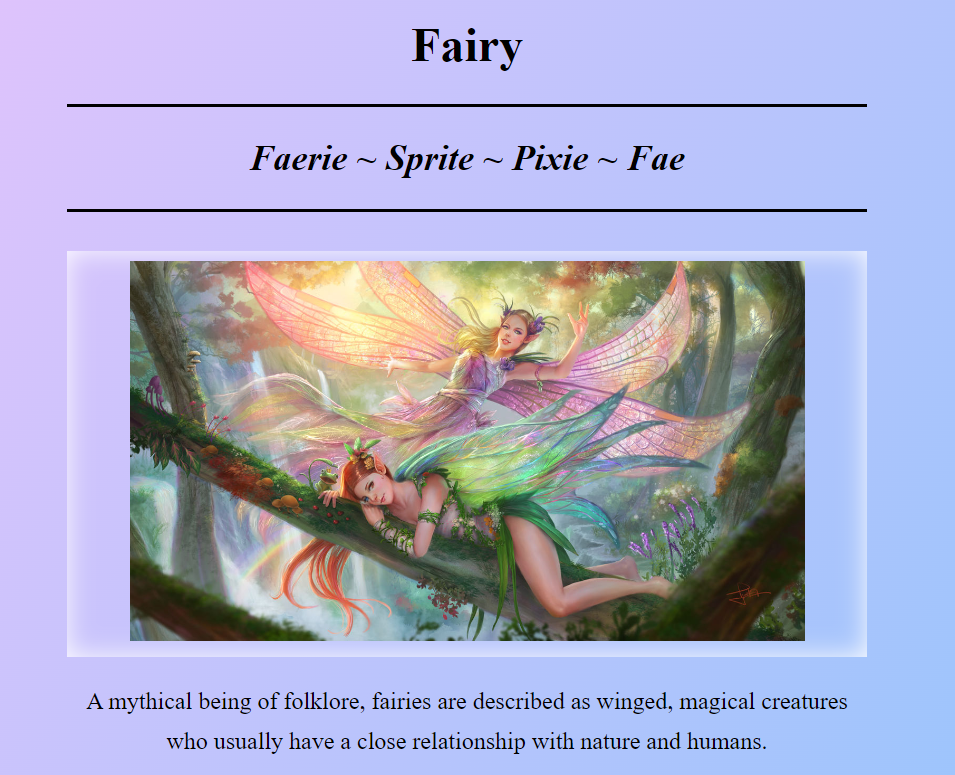 Fairy
Faerie ~ Sprite ~ Pixie ~ Fae
A mythical being of folklore, fairies are described as winged, magical creatures
who usually have a close relationship with nature and humans.